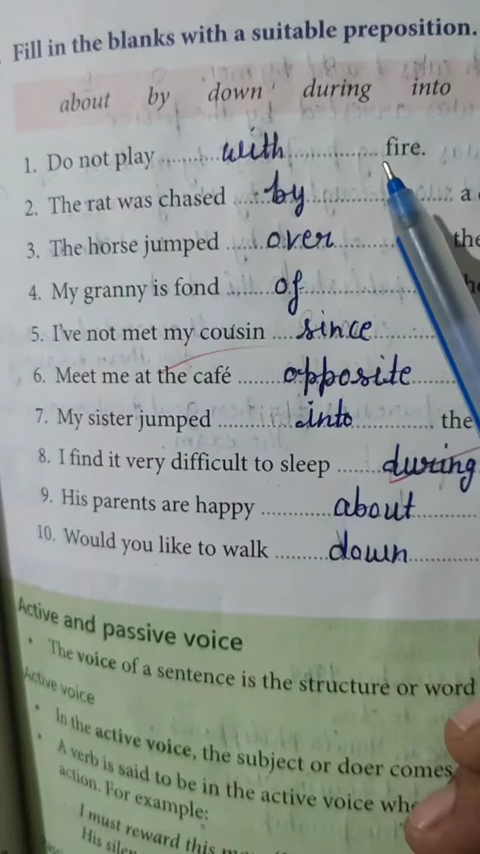 Fill in the blanks with a suitable preposition.
about by down during into
1. Do not play ......... with ................ fire.
2. The rat was chased ..... by ........................ a
3. The horse jumped ...... over ............ the
4. My granny is fond ...... of ....................
5. I've not met my cousin .... since ...........
6. Meet me at the café ........ opposite .........
7. My sister jumped ............... into ............... the
8. I find it very difficult to sleep ....... during
9. His parents are happy ............. about .........
10. Would you like to walk .......... down .............
Active and passive voice
• The voice of a sentence is the structure or word
Active voice
• In the active voice, the subject or doer comes
• A verb is said to be in the active voice
action. For example:
I must reward this
His